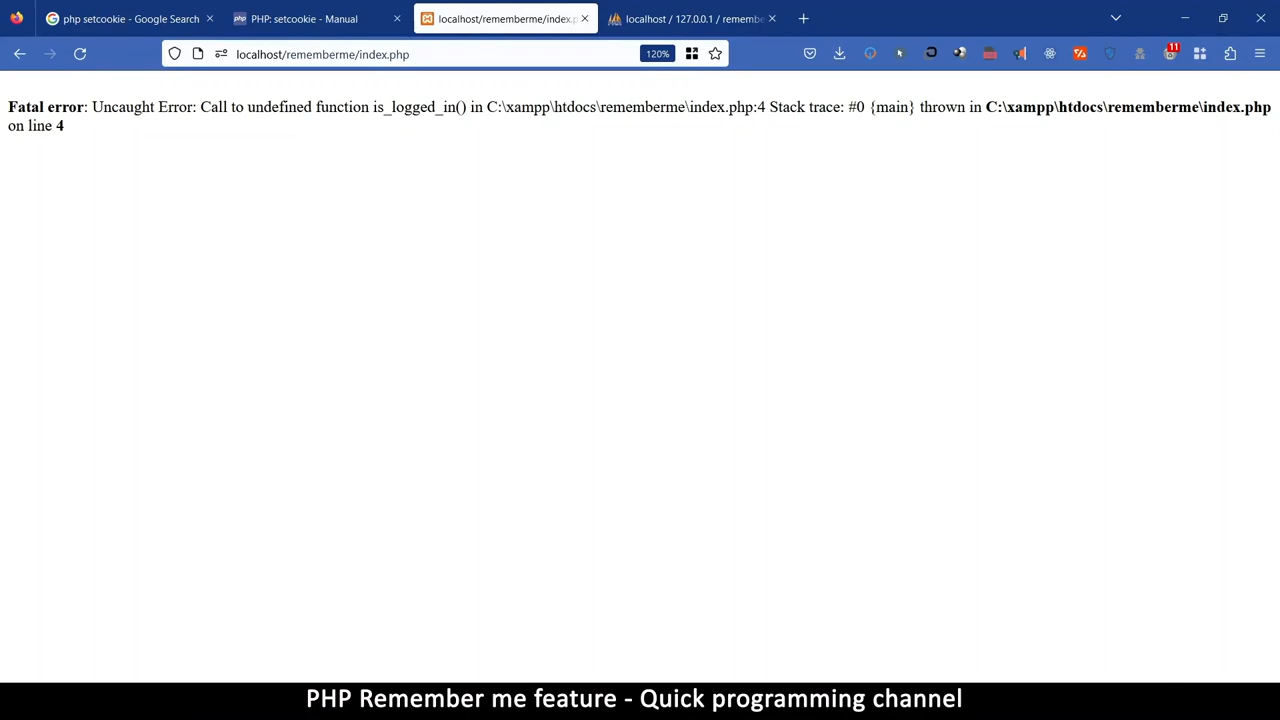 php setcookie - Google Search
PHP: setcookie - Manual
localhost/rememberme/index.p
localhost / 127.0.0.1 / rememb
localhost/rememberme/index.php
120%
11
Fatal error: Uncaught Error: Call to undefined function is_logged_in() in C:\xampp\htdocs\rememberme\index.php:4 Stack trace: #0 {main} thrown in C:\xampp\htdocs\rememberme\index.php
on line 4
PHP Remember me feature - Quick programming channel